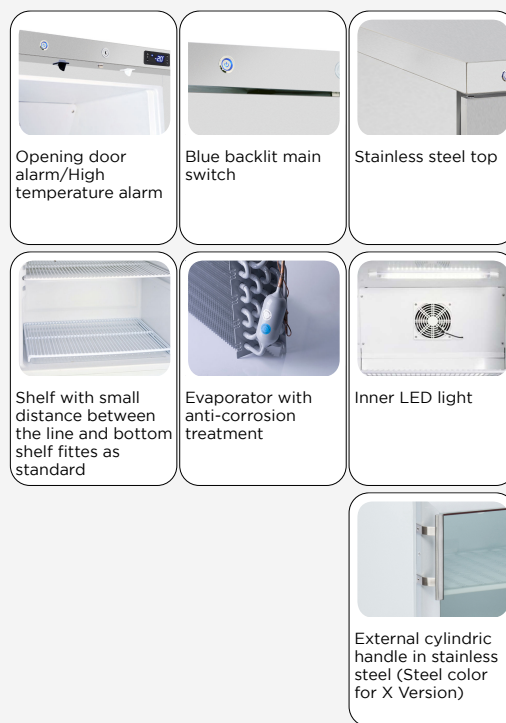 -20
Opening door
alarm/High
temperature alarm
Blue backlit main
switch
Stainless steel top
Shelf with small
distance between
the line and bottom
shelf fittes as
standard
Evaporator with
anti-corrosion
treatment
Inner LED light
External cylindric
handle in stainless
steel (Steel color
for X Version)